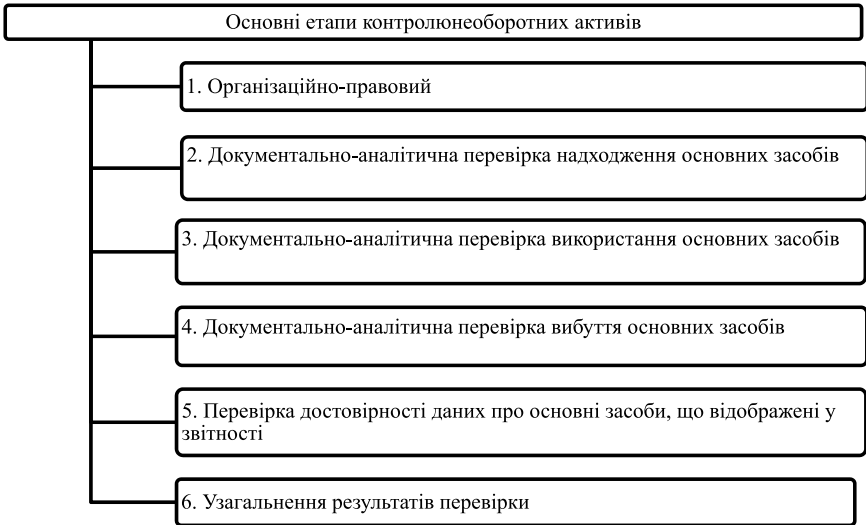 Основні етапи контролюнеоборотних активів
1. Організаційно-правовий
2. Документально-аналітична перевірка надходження основних засобів
3. Документально-аналітична перевірка використання основних засобів
4. Документально-аналітична перевірка вибуття основних засобів
5. Перевірка достовірності даних про основні засоби, що відображені у
звітності
6. Узагальнення результатів перевірки